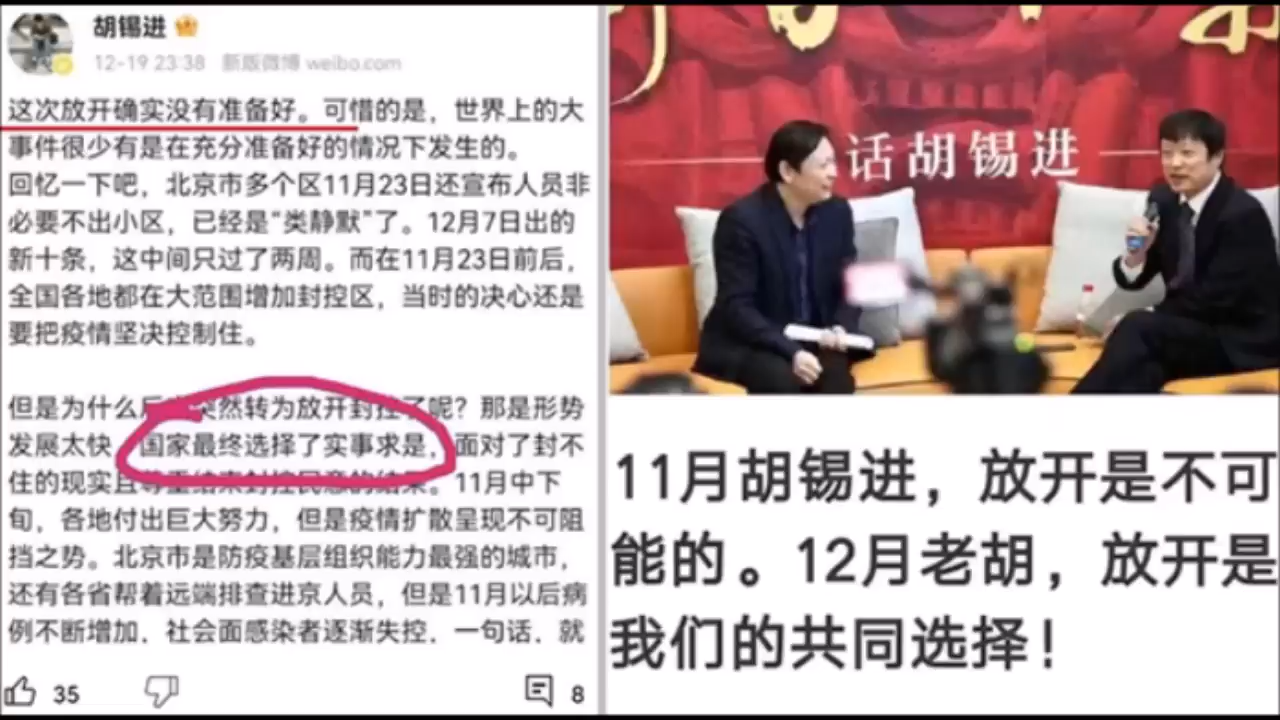 胡锡进
12-19 23:38 新版微博 weibo.com
这次放开确实没有准备好。可惜的是，世界上的大
事件很少有是在充分准备好的情况下发生的。
回忆一下吧，北京市多个区11月23日还宣布人员非
必要不出小区，已经是“类静默”了。12月7日出的
新十条，这中间只过了两周。而在11月23日前后，
全国各地都在大范围增加封控区，当时的决心还是
要把疫情坚决控制住。
但是为什么后来突然转为放开封控了呢？那是形势
发展太快，国家最终选择了实事求是，面对了封不
住的现实且尊重结束封控民意的结果。11月中下
旬，各地付出巨大努力，但是疫情扩散呈现不可阻
挡之势。北京市是防疫基层组织能力最强的城市，
还有各省帮着远端排查进京人员，但是11月以后病
例不断增加，社会面感染者逐渐失控，一句话，就
35
8
话胡锡进
11月胡锡进，放开是不可
能的。12月老胡，放开是
我们的共同选择！